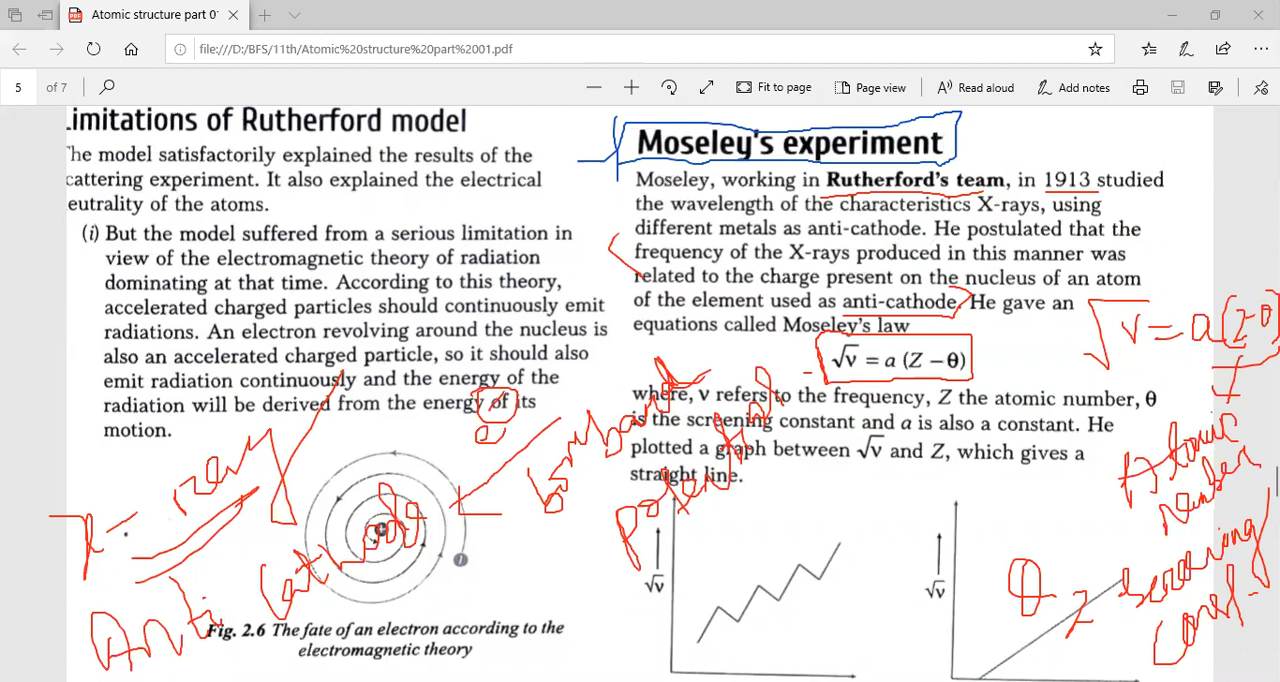 Atomic structure part 0
file:///D:/BFS/11th/Atomic%20structure%20part%2001.pdf
5 of 7
Fit to page
Page view
Read aloud
Add notes
imitations of Rutherford model
he model satisfactorily explained the results of the
cattering experiment. It also explained the electrical
eutrality of the atoms.
(i) But the model suffered from a serious limitation in
view of the electromagnetic theory of radiation
dominating at that time. According to this theory,
accelerated charged particles should continuously emit
radiations. An electron revolving around the nucleus is
also an accelerated charged particle, so it should also
emit radiation continuously and the energy of the
radiation will be derived from the energy of its
motion.
e
x- ray
Anti Cathode
Bombard
Fig. 2.6 The fate of an electron according to the
electromagnetic theory
Moseley's experiment
Moseley, working in Rutherford's team, in 1913 studied
the wavelength of the characteristics X-rays, using
different metals as anti-cathode. He postulated that the
frequency of the X-rays produced in this manner was
related to the charge present on the nucleus of an atom
of the element used as anti-cathode. He gave an
equations called Moseley's law
√ν = a (Z – θ)
where, ν refers to the frequency, Z the atomic number, θ
is the screening constant and a is also a constant. He
plotted a graph between √ν and Z, which gives a
straight line.
√ν
√ν
Potential -
√ν = a (Z-θ)
Atomic
number
θ
Z